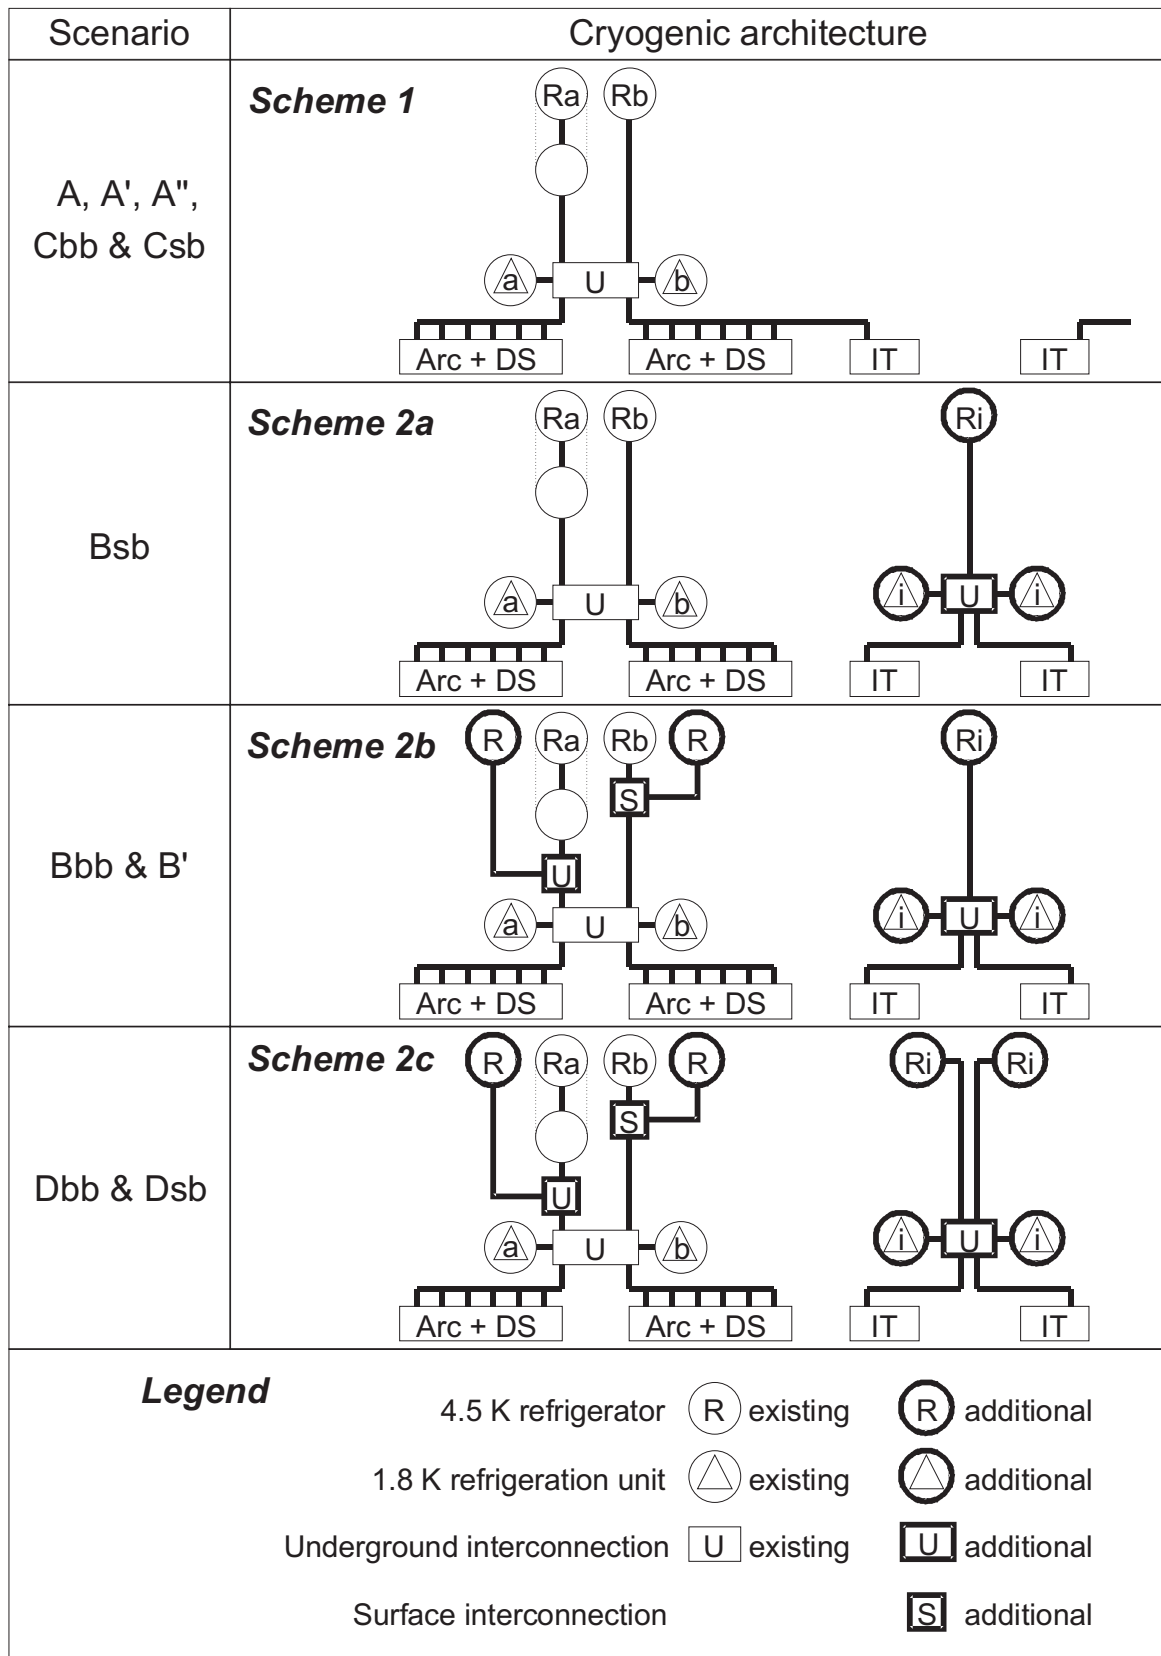 Scenario
Cryogenic architecture
A, A', A",
Cbb & Csb
Scheme 1
Ra Rb
a U b
Arc + DS Arc + DS IT IT
Bsb
Scheme 2a
Ra Rb Ri
a U b i U i
Arc + DS Arc + DS IT IT
Bbb & B'
Scheme 2b
R Ra Rb R Ri
S
U
a U b i U i
Arc + DS Arc + DS IT IT
Dbb & Dsb
Scheme 2c
R Ra Rb R Ri Ri
S
U
a U b i U i
Arc + DS Arc + DS IT IT
Legend
4.5 K refrigerator R existing R additional
1.8 K refrigeration unit existing additional
Underground interconnection U existing U additional
Surface interconnection S additional